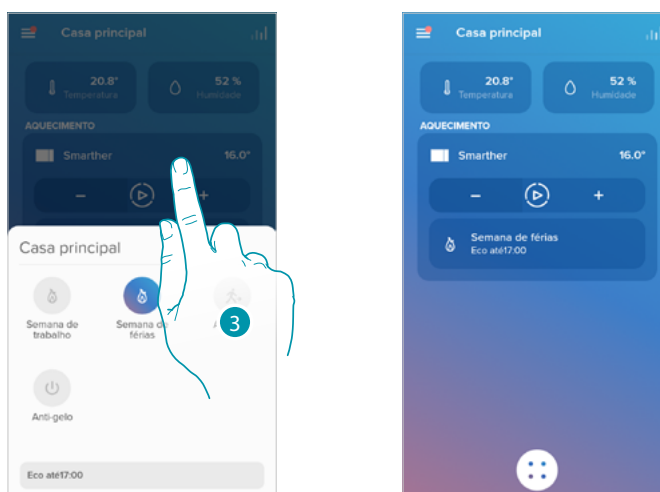 Casa principal
20.8°
Temperatura
52 %
Humidade
AQUECIMENTO
Smarther
16.0°
–
+
Casa principal
Semana de
trabalho
Semana de
férias
3
Anti-gelo
Eco até17:00
Casa principal
20.8°
Temperatura
52 %
Humidade
AQUECIMENTO
Smarther
16.0°
–
+
Semana de férias
Eco até17:00